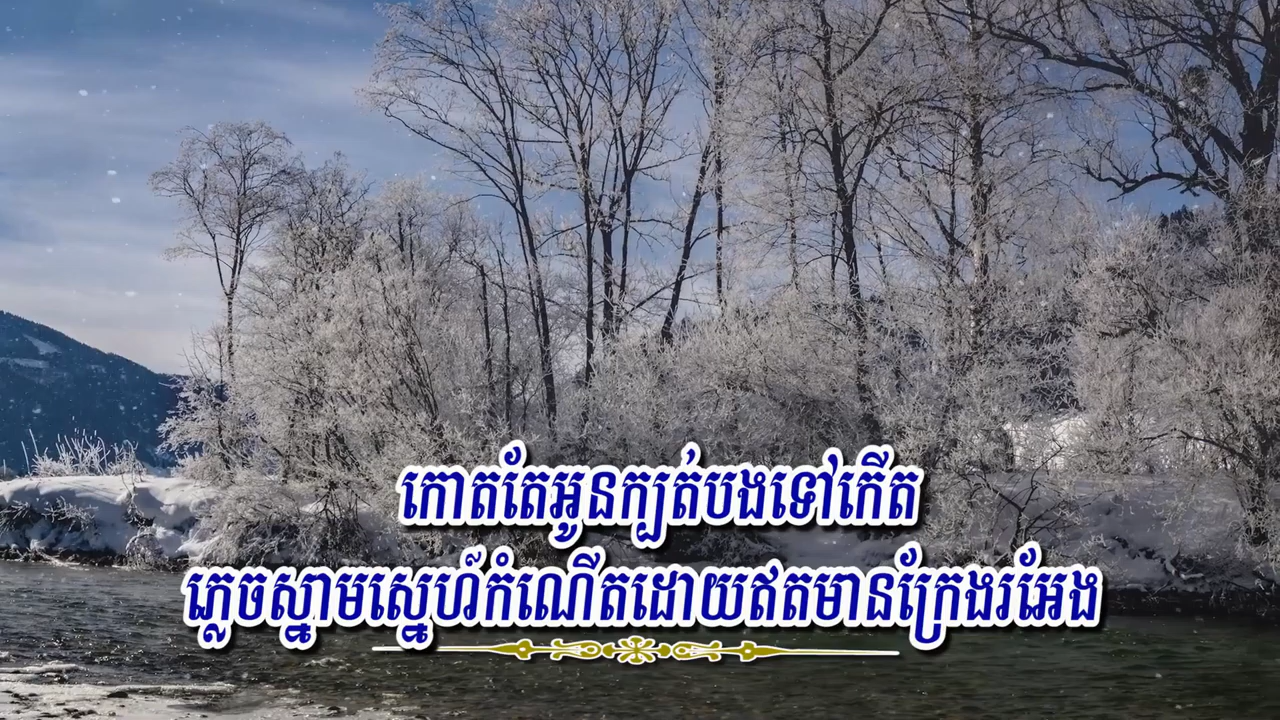 កោតតែអូនក្បត់បងទៅកើត
ភ្លេចស្នាមស្នេហ៍កំណើតដោយឥតមានក្រែងរអែង